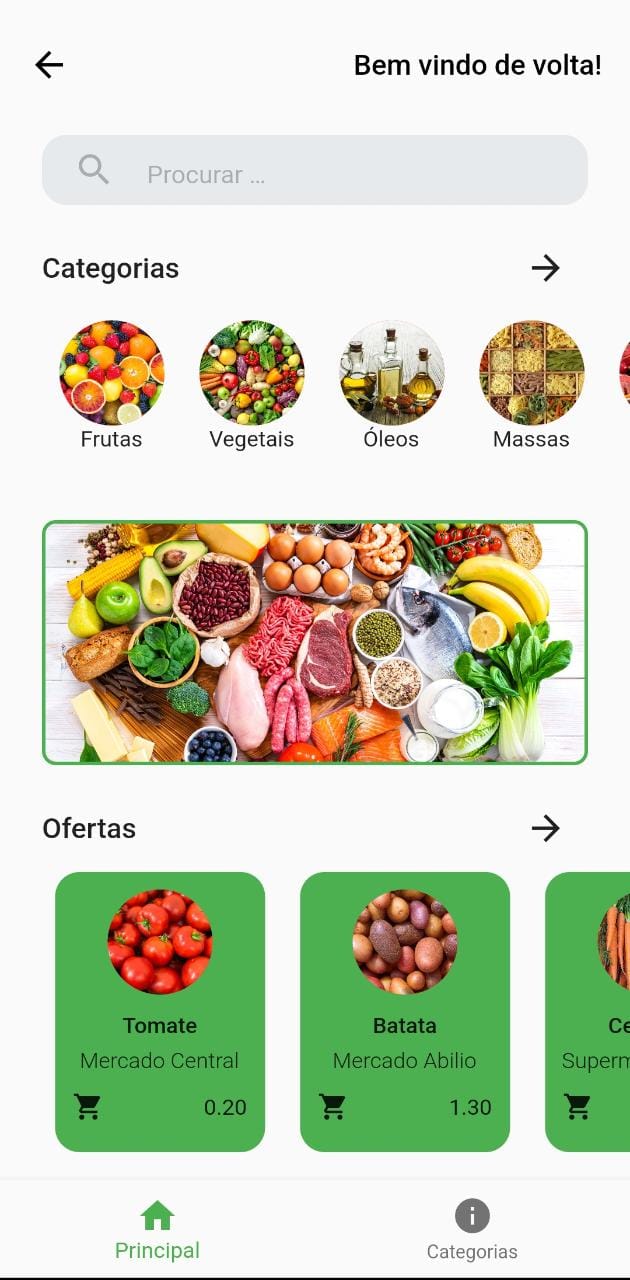 Bem vindo de volta!
Procurar ...
Categorias
Frutas Vegetais Óleos Massas
Ofertas
Tomate Batata Ce
Mercado Central Mercado Abilio Superm
0.20 1.30
Principal Categorias